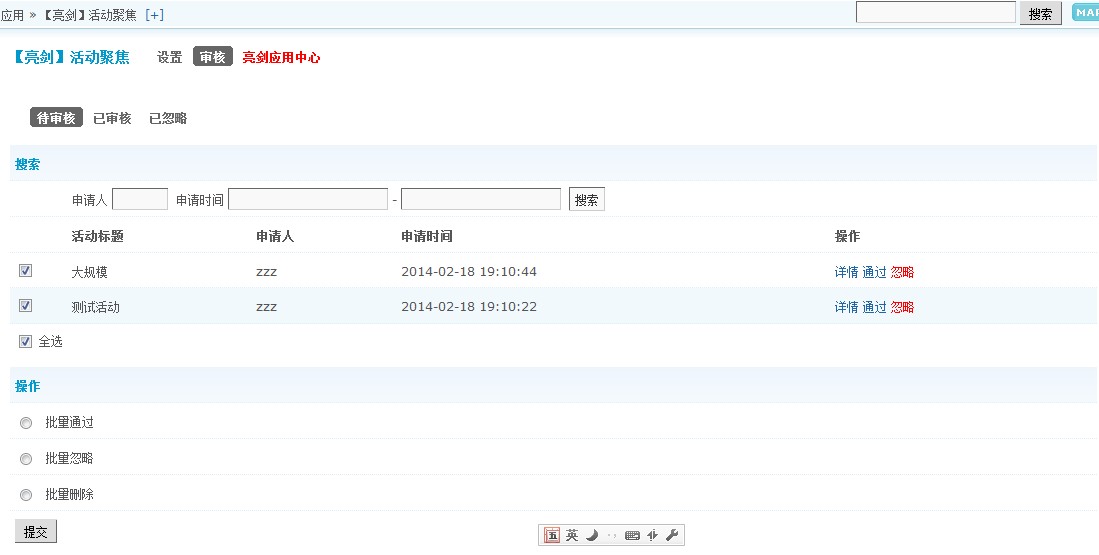 应用 » 【亮剑】活动聚焦 [+] 搜索 MAP
【亮剑】活动聚焦 设置 审核 亮剑应用中心
待审核 已审核 已忽略
搜索
申请人 申请时间 - 搜索
活动标题 申请人 申请时间 操作
大规模 zzz 2014-02-18 19:10:44 详情 通过 忽略
测试活动 zzz 2014-02-18 19:10:22 详情 通过 忽略
全选
操作
批量通过
批量忽略
批量删除
提交 五 英